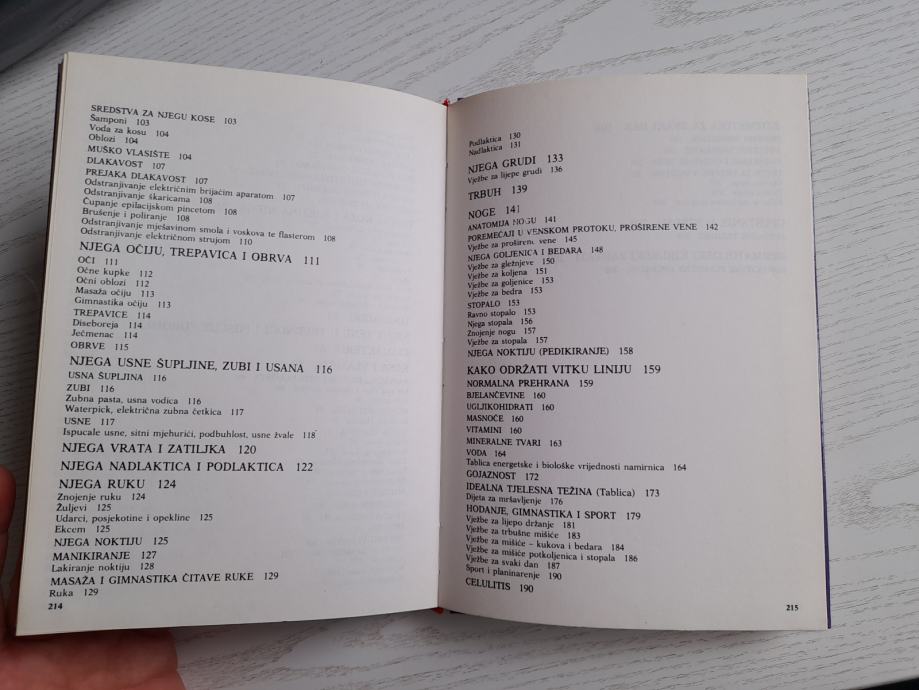 SREDSTVA ZA NJEGU KOSE 103
Šamponi 103
Voda za kosu 104
Oblozi 104
MUŠKO VLASIŠTE 104
DLAKAVOST 107
PREJAKA DLAKAVOST 107
Odstranjivanje električnim brijaćim aparatom 107
Odstranjivanje škaricama 108
Čupanje epilacijskom pincetom 108
Brušenje i poliranje 108
Odstranjivanje mješavinom smola i voskova te flasterom 108
Odstranjivanje električnom strujom 110
NJEGA OČIJU, TREPAVICA I OBRVA 111
OČI 111
Očne kupke 112
Očni oblozi 112
Masaža očiju 113
Gimnastika očiju 113
TREPAVICE 114
Diseboreja 114
Ječmenac 114
OBRVE 115
NJEGA USNE ŠUPLJINE, ZUBI I USANA 116
USNA ŠUPLJINA 116
ZUBI 116
Zubna pasta, usna vodica 116
Waterpick, električna zubna četkica 117
USNE 117
Ispucale usne, sitni mjehurići, podbuhlost, usne žvale 118
NJEGA VRATA I ZATILJKA 120
NJEGA NADLAKTICA I PODLAKTICA 122
NJEGA RUKU 124
Znojenje ruku 124
Žuljevi 125
Udarci, posjekotine i opekline 125
Ekcem 125
NJEGA NOKTIJU 125
MANIKIRANJE 127
Lakiranje noktiju 128
MASAŽA I GIMNASTIKA ČITAVE RUKE 129
Ruka 129
214
Podlaktica 130
Nadlaktica 131
NJEGA GRUDI 133
Vježbe za lijepe grudi 136
TRBUH 139
NOGE 141
ANATOMIJA NOGU 141
POREMEĆAJI U VENSKOM PROTOKU, PROŠIRENE VENE 142
Vježbe za proširene vene 145
NJEGA GOLJENICA I BEDARA 148
Vježbe za gležnjeve 150
Vježbe za koljena 151
Vježbe za goljenice 153
Vježbe za bedra 153
STOPALO 153
Ravno stopalo 153
Njega stopala 156
Znojenje nogu 157
Vježbe za stopala 157
NJEGA NOKTIJU (PEDIKIRANJE) 158
KAKO ODRŽATI VITKU LINIJU 159
NORMALNA PREHRANA 159
BJELANČEVINE 160
UGLJIKOHIDRATI 160
MASNOĆE 160
VITAMINI 160
MINERALNE TVARI 163
VODA 164
Tablica energetske i biološke vrijednosti namirnica 164
GOJAZNOST 172
IDEALNA TJELESNA TEŽINA (Tablica) 173
Dijeta za mršavljenje 176
HODANJE, GIMNASTIKA I SPORT 179
Vježbe za lijepo držanje 181
Vježbe za trbušne mišiće 183
Vježbe za mišiće – kukova i bedara 184
Vježbe za mišiće potkoljenica i stopala 186
Vježbe za svaki dan 187
Sport i planinarenje 190
CELULITIS 190
215